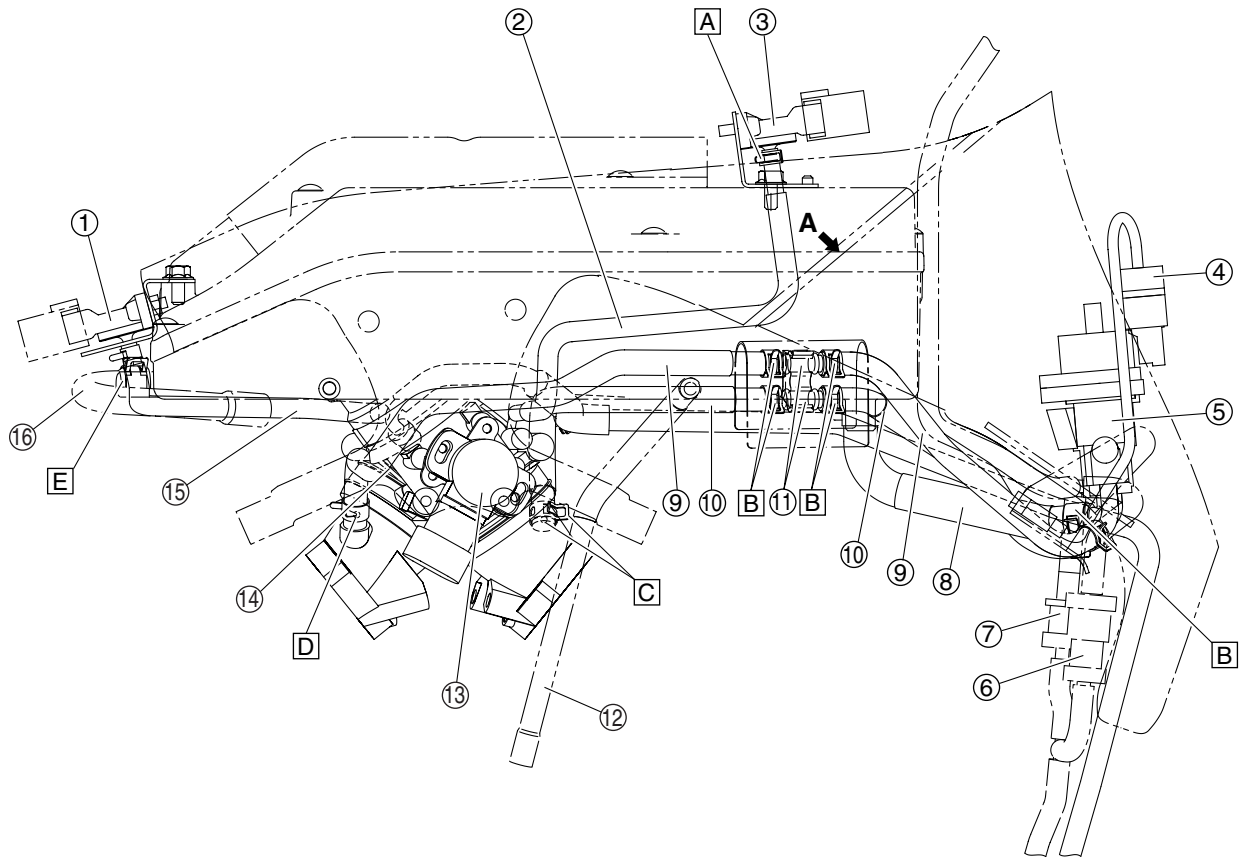 ② A ③
① A ④
⑤
⑯ E ⑮ ⑨ ⑩ B ⑪ B ⑩ ⑨ ⑧
⑭ D ⑬ C ⑦ B
⑥
⑫